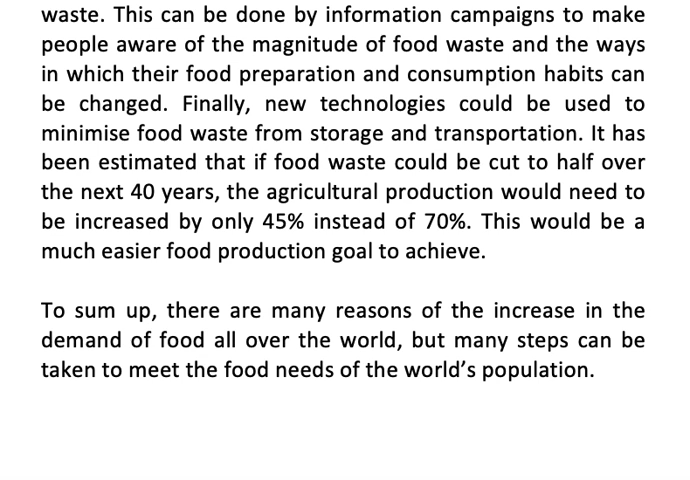 waste. This can be done by information campaigns to make
people aware of the magnitude of food waste and the ways
in which their food preparation and consumption habits can
be changed. Finally, new technologies could be used to
minimise food waste from storage and transportation. It has
been estimated that if food waste could be cut to half over
the next 40 years, the agricultural production would need to
be increased by only 45% instead of 70%. This would be a
much easier food production goal to achieve.

To sum up, there are many reasons of the increase in the
demand of food all over the world, but many steps can be
taken to meet the food needs of the world’s population.